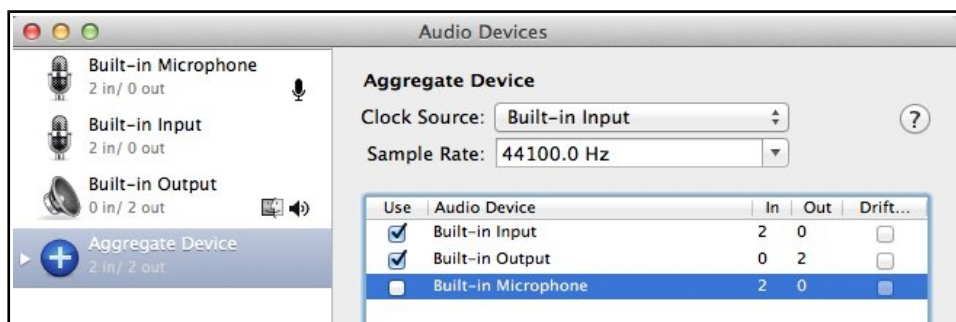 Audio Devices
Built-in Microphone
2 in/ 0 out
Built-in Input
2 in/ 0 out
Built-in Output
0 in/ 2 out
Aggregate Device
2 in/ 2 out
Aggregate Device
Clock Source: Built-in Input
?
Sample Rate: 44100.0 Hz
Use Audio Device In Out Drift...
Built-in Input 2 0
Built-in Output 0 2
Built-in Microphone 2 0